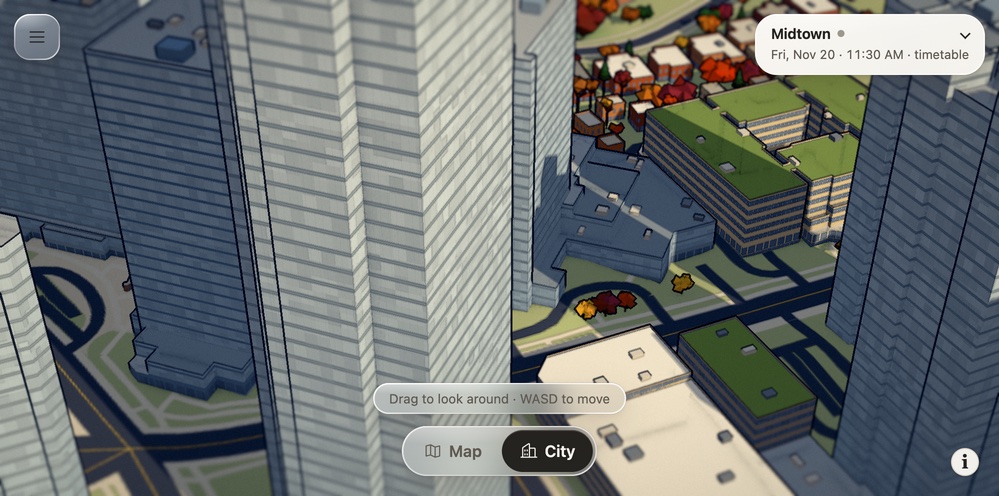 Midtown
Fri, Nov 20 · 11:30 AM · timetable
Drag to look around · WASD to move
Map
City
i